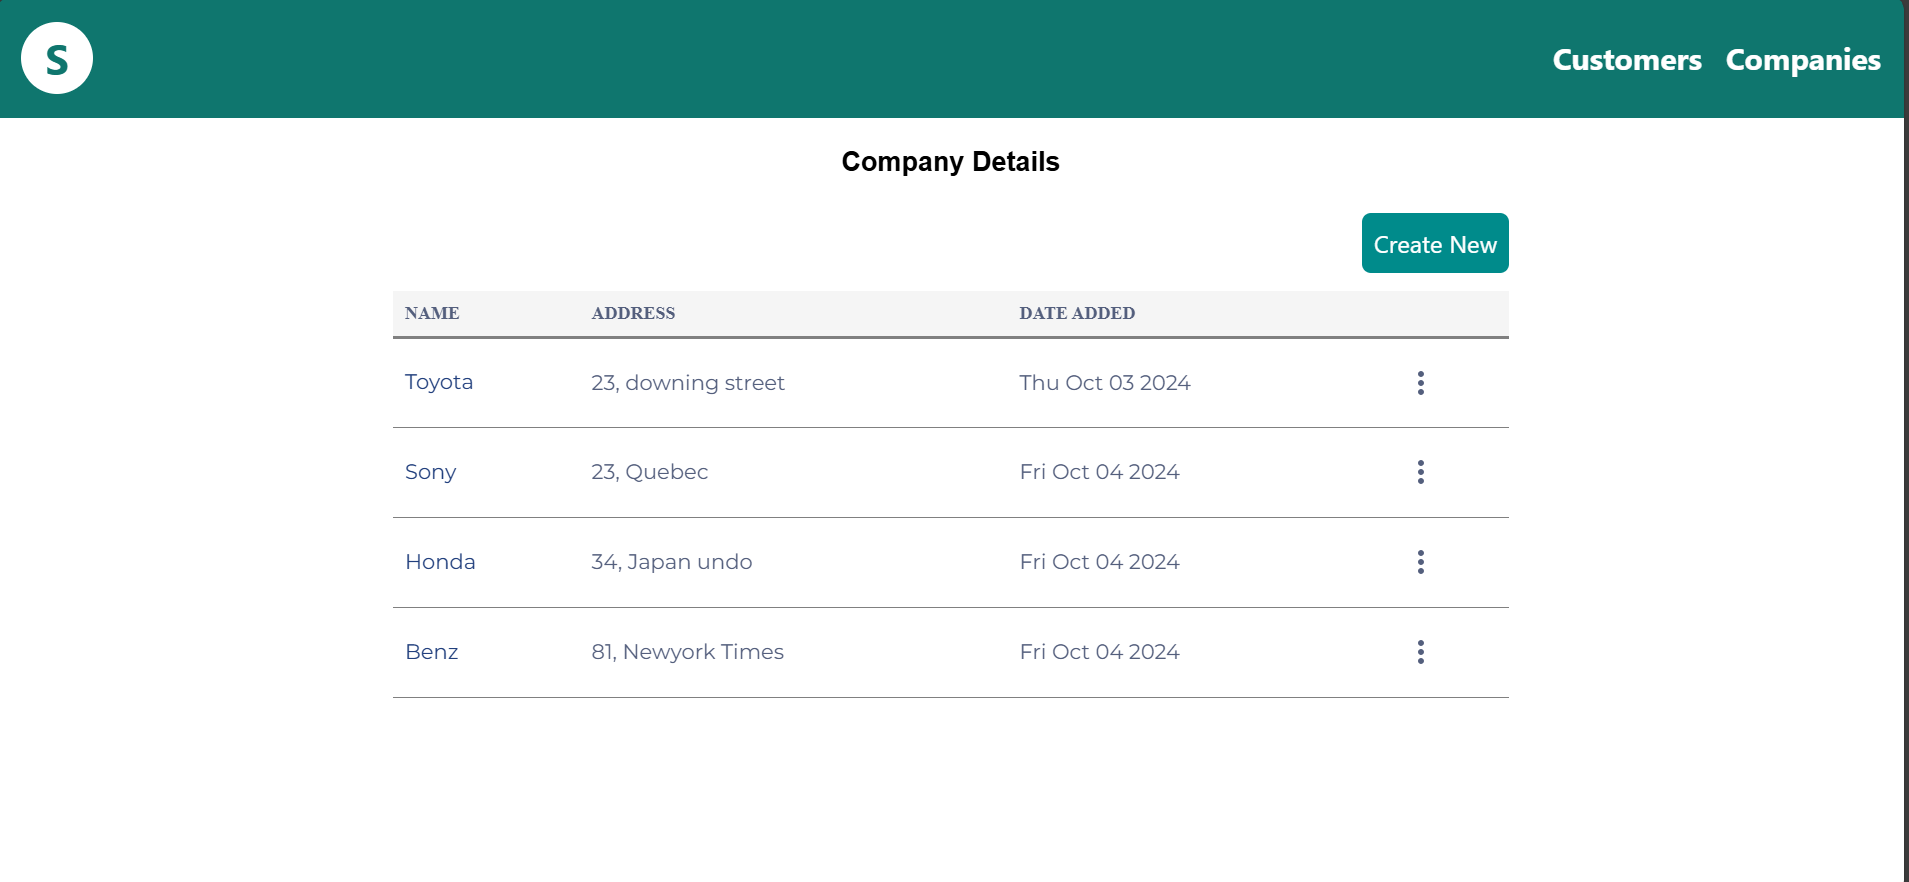 S
Customers Companies
Company Details
Create New
NAME ADDRESS DATE ADDED
Toyota 23, downing street Thu Oct 03 2024
Sony 23, Quebec Fri Oct 04 2024
Honda 34, Japan undo Fri Oct 04 2024
Benz 81, Newyork Times Fri Oct 04 2024